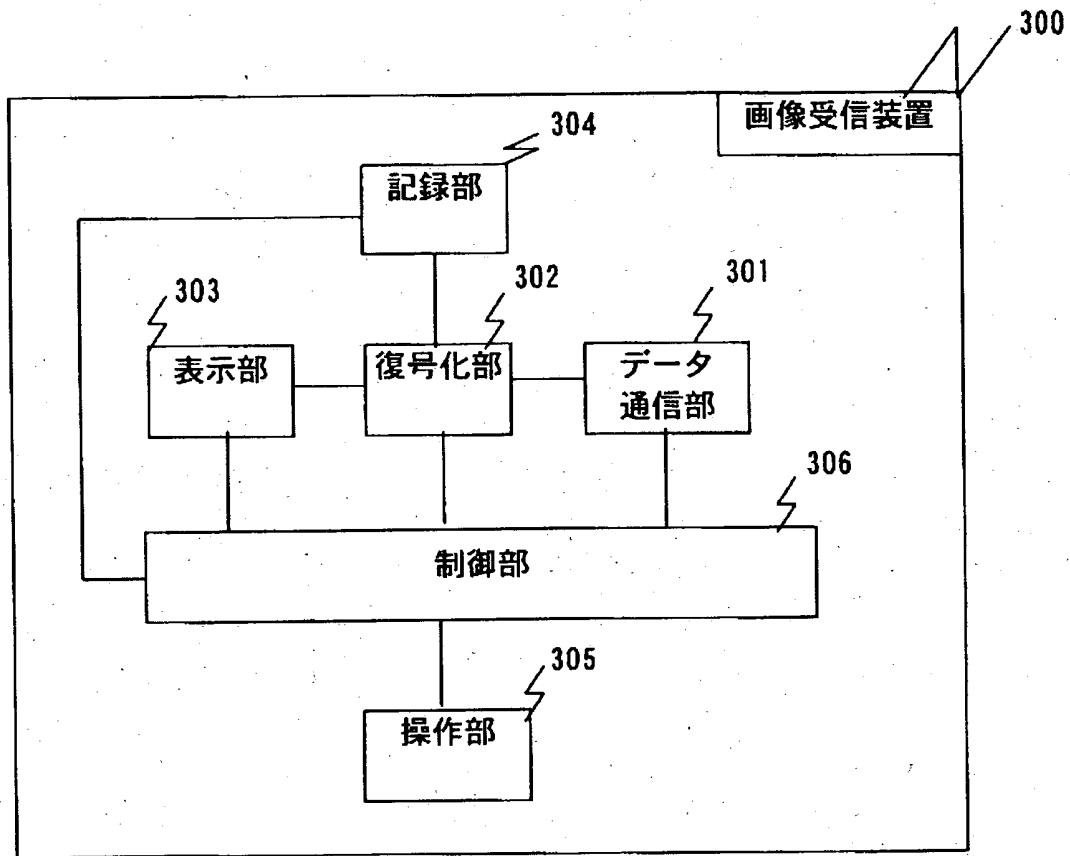 300
画像受信装置
304
記録部
303
302
301
表示部
復号化部
データ
通信部
306
制御部
305
操作部